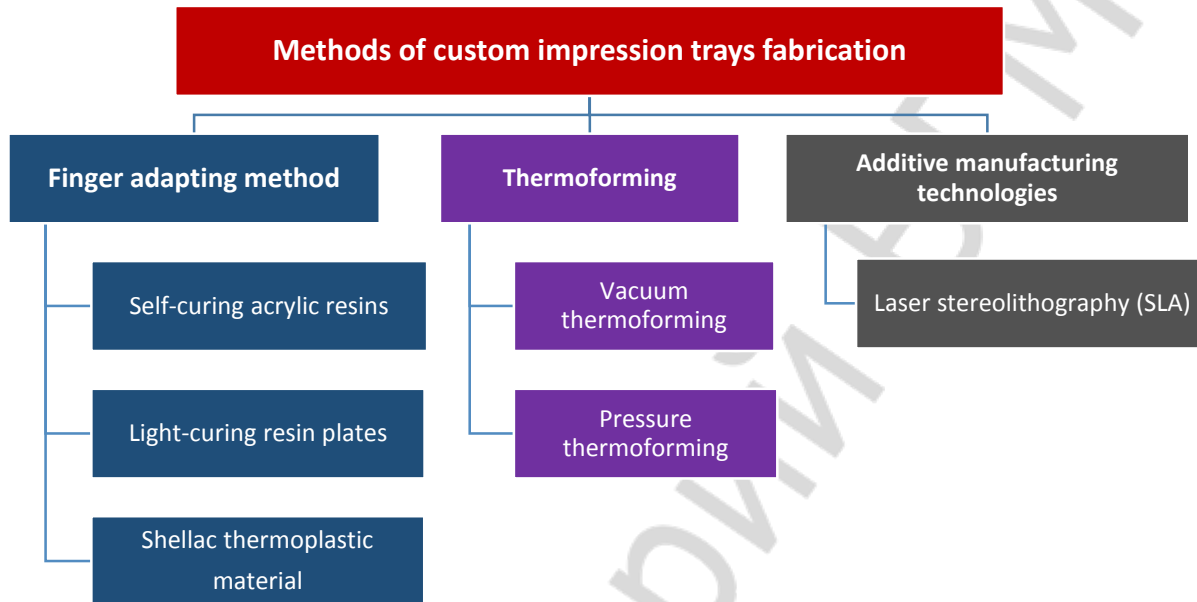 Methods of custom impression trays fabrication
Finger adapting method
Self-curing acrylic resins
Light-curing resin plates
Shellac thermoplastic
material
Thermoforming
Vacuum
thermoforming
Pressure
thermoforming
Additive manufacturing
technologies
Laser stereolithography (SLA)